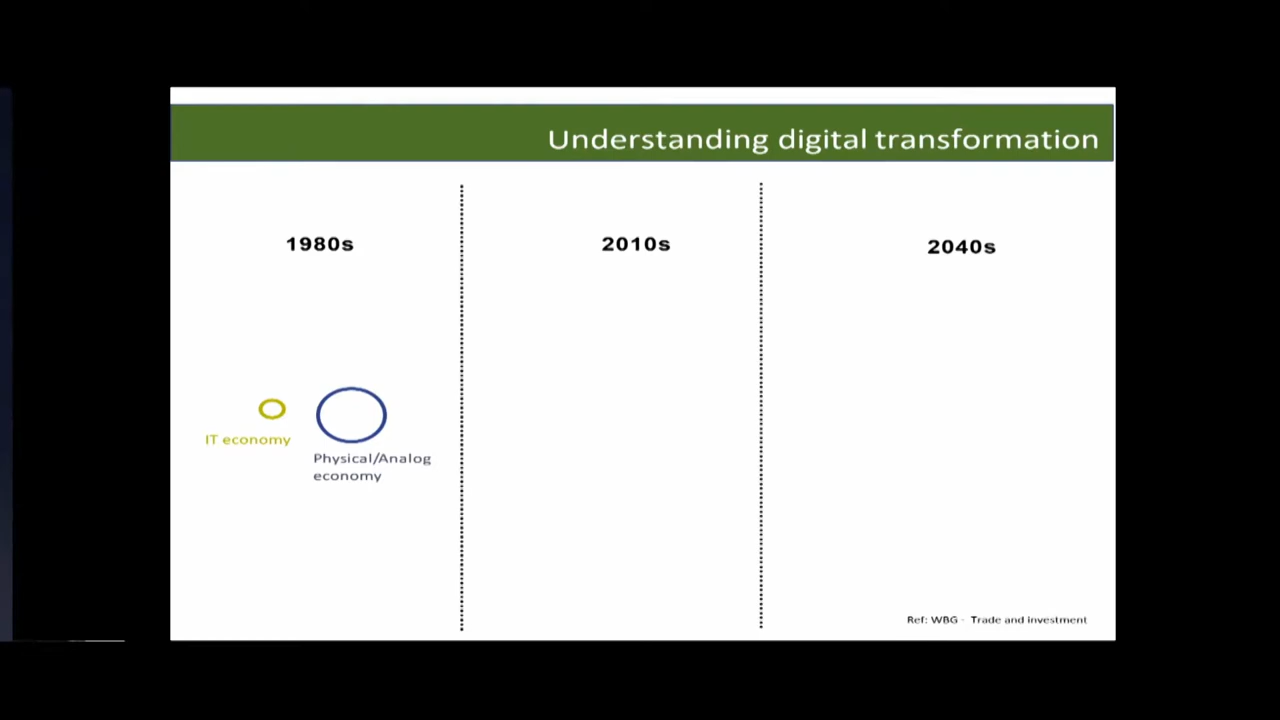 Understanding digital transformation
1980s
2010s
2040s
IT economy
Physical/Analog
economy
Ref: WBG - Trade and investment